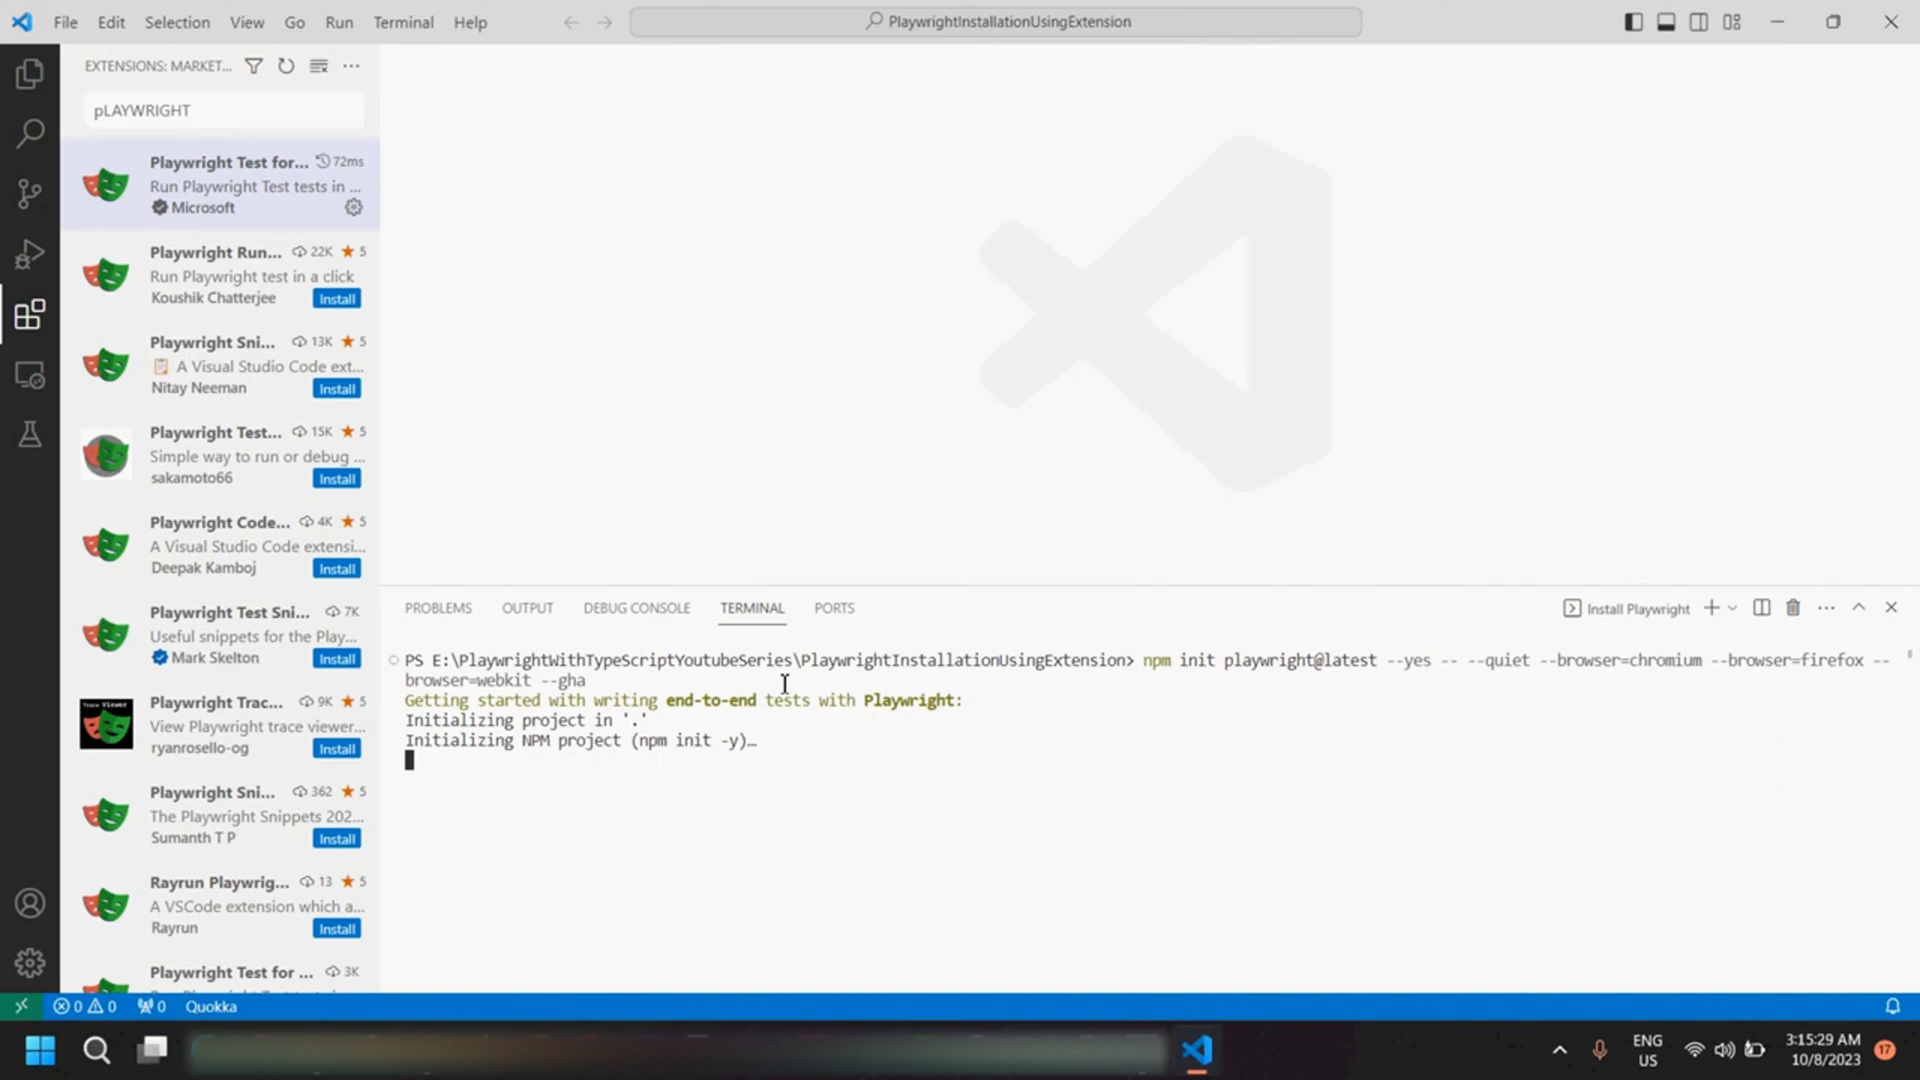 File Edit Selection View Go Run Terminal Help
PlaywrightInstallationUsingExtension
EXTENSIONS: MARKET...
pLAYWRIGHT
Playwright Test for... 72ms
Run Playwright Test tests in ...
Microsoft
Playwright Run... 22K 5
Run Playwright test in a click
Koushik Chatterjee Install
Playwright Sni... 13K 5
A Visual Studio Code ext...
Nitay Neeman Install
Playwright Test... 15K 5
Simple way to run or debug ...
sakamoto66 Install
Playwright Code... 4K 5
A Visual Studio Code extensi...
Deepak Kamboj Install
Playwright Test Sni... 7K
Useful snippets for the Play...
Mark Skelton Install
Playwright Trac... 9K 5
View Playwright trace viewer...
ryanrosello-og Install
Playwright Sni... 362 5
The Playwright Snippets 202...
Sumanth T P Install
Rayrun Playwrig... 13 5
A VSCode extension which a...
Rayrun Install
Playwright Test for ... 3K
PROBLEMS OUTPUT DEBUG CONSOLE TERMINAL PORTS
Install Playwright
PS E:\PlaywrightWithTypeScriptYoutubeSeries\PlaywrightInstallationUsingExtension> npm init playwright@latest --yes -- --quiet --browser=chromium --browser=firefox --
browser=webkit --gha
Getting started with writing end-to-end tests with Playwright:
Initializing project in '.'
Initializing NPM project (npm init -y)…
0 0 0 Quokka
ENG
US
3:15:29 AM
10/8/2023
17